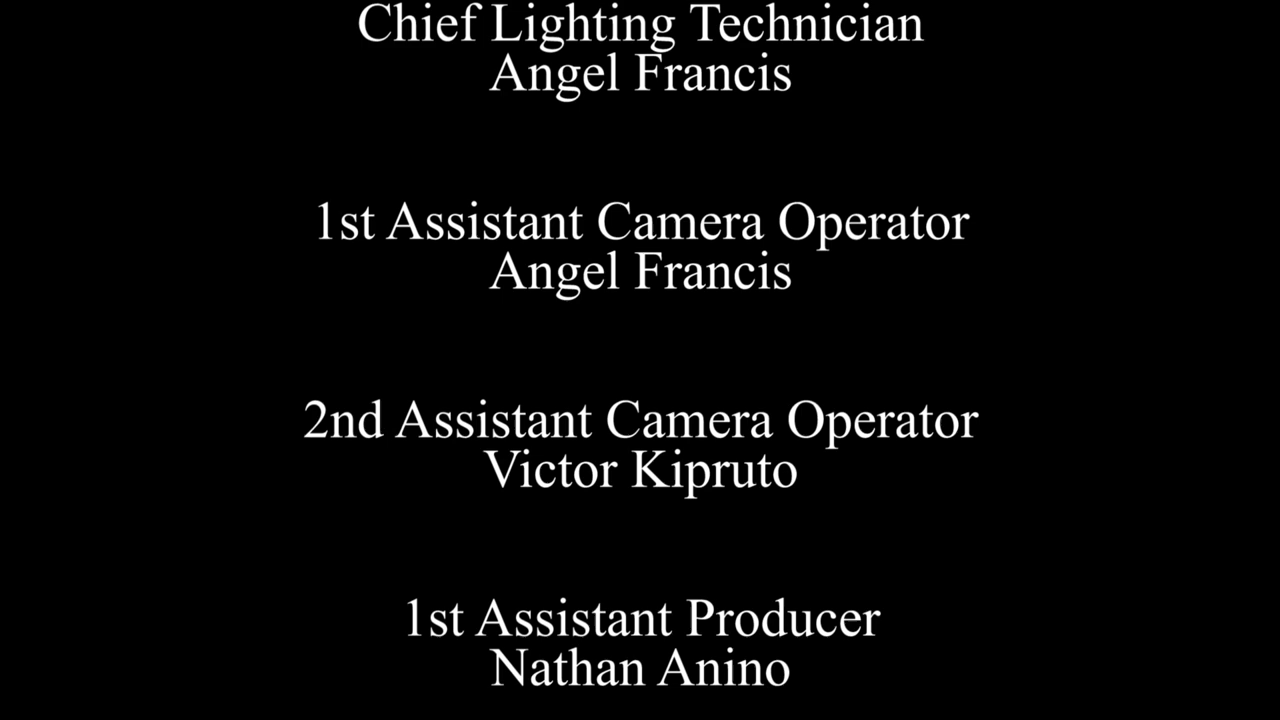 Chief Lighting Technician
Angel Francis
1st Assistant Camera Operator
Angel Francis
2nd Assistant Camera Operator
Victor Kipruto
1st Assistant Producer
Nathan Anino